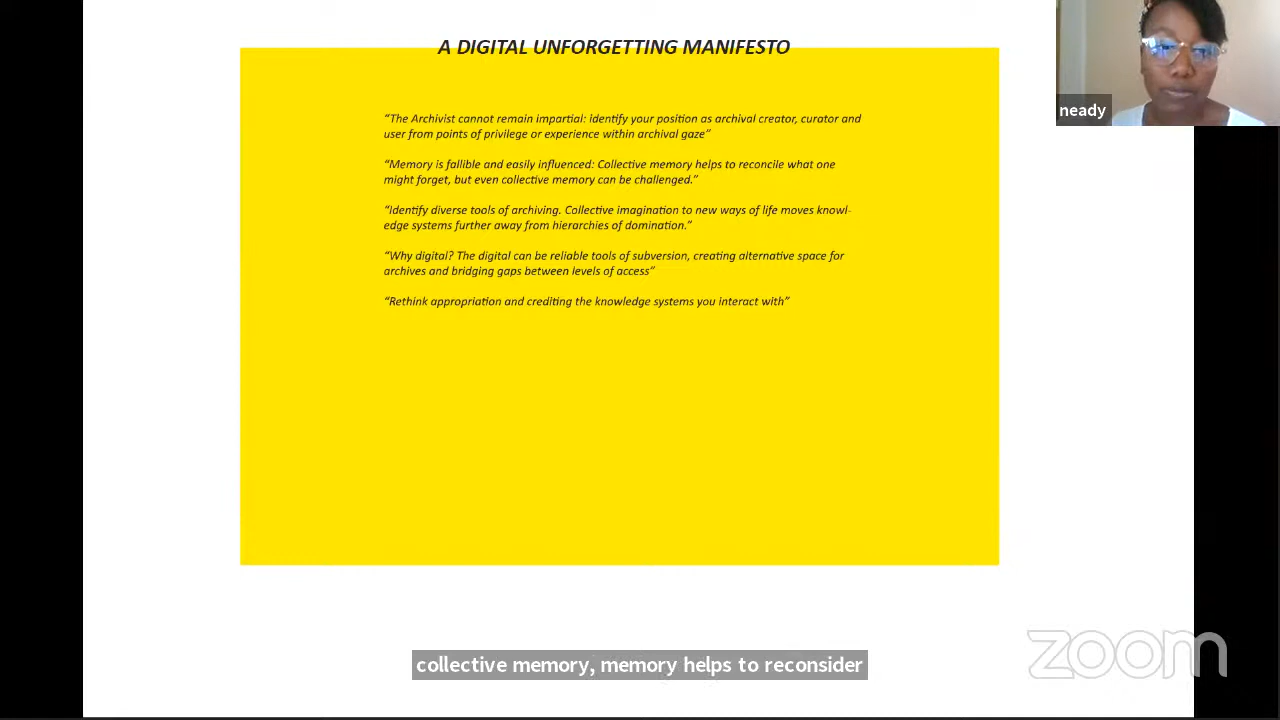 A DIGITAL UNFORGETTING MANIFESTO
“The Archivist cannot remain impartial: identify your position as archival creator, curator and
user from points of privilege or experience within archival gaze”
“Memory is fallible and easily influenced: Collective memory helps to reconcile what one
might forget, but even collective memory can be challenged.”
“Identify diverse tools of archiving. Collective imagination to new ways of life moves knowl-
edge systems further away from hierarchies of domination.”
“Why digital? The digital can be reliable tools of subversion, creating alternative space for
archives and bridging gaps between levels of access”
“Rethink appropriation and crediting the knowledge systems you interact with”
neady
collective memory, memory helps to reconsider
zoom